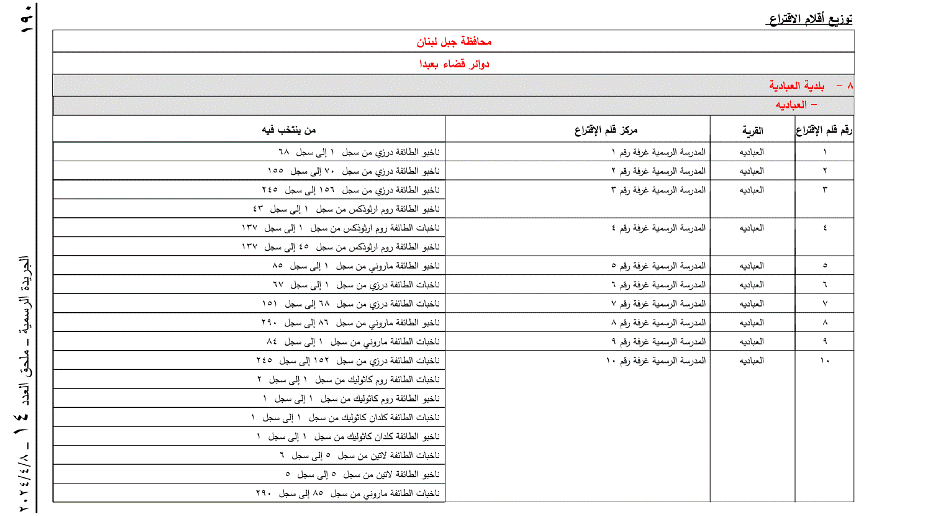 ١٩٠
توزيع أقلام الاقتراع
محافظة جبل لبنان
دوائر قضاء بعبدا
٨ - بلدية العبادية
- العباديه
رقم قلم الإقتراع القرية مركز قلم الإقتراع من ينتخب فيه
١ العباديه المدرسة الرسمية غرفة رقم ١ ناخبو الطائفة درزي من سجل ١ إلى سجل ٦٨
٢ العباديه المدرسة الرسمية غرفة رقم ٢ ناخبو الطائفة درزي من سجل ٧٠ إلى سجل ١٥٥
٣ العباديه المدرسة الرسمية غرفة رقم ٣ ناخبو الطائفة درزي من سجل ١٥٦ إلى سجل ٢٤٥
ناخبو الطائفة روم ارثوذكس من سجل ١ إلى سجل ٤٣
٤ العباديه المدرسة الرسمية غرفة رقم ٤ ناخبات الطائفة روم ارثوذكس من سجل ١ إلى سجل ١٣٧
ناخبو الطائفة روم ارثوذكس من سجل ٤٥ إلى سجل ١٣٧
٥ العباديه المدرسة الرسمية غرفة رقم ٥ ناخبو الطائفة ماروني من سجل ١ إلى سجل ٨٥
٦ العباديه المدرسة الرسمية غرفة رقم ٦ ناخبات الطائفة درزي من سجل ١ إلى سجل ٦٧
٧ العباديه المدرسة الرسمية غرفة رقم ٧ ناخبات الطائفة درزي من سجل ٦٨ إلى سجل ١٥١
٨ العباديه المدرسة الرسمية غرفة رقم ٨ ناخبو الطائفة ماروني من سجل ٨٦ إلى سجل ٢٩٠
٩ العباديه المدرسة الرسمية غرفة رقم ٩ ناخبات الطائفة ماروني من سجل ١ إلى سجل ٨٤
١٠ العباديه المدرسة الرسمية غرفة رقم ١٠ ناخبات الطائفة درزي من سجل ١٥٢ إلى سجل ٢٤٥
ناخبات الطائفة روم كاثوليك من سجل ١ إلى سجل ٢
ناخبو الطائفة روم كاثوليك من سجل ١ إلى سجل ١
ناخبات الطائفة كلدان كاثوليك من سجل ١ إلى سجل ١
ناخبو الطائفة كلدان كاثوليك من سجل ١ إلى سجل ١
ناخبات الطائفة لاتين من سجل ٥ إلى سجل ٦
ناخبو الطائفة لاتين من سجل ٥ إلى سجل ٥
ناخبات الطائفة ماروني من سجل ٨٥ إلى سجل ٢٩٠
الجريدة الرسمية – ملحق العدد ١٤ – ٢٠٢٤/٤/٨